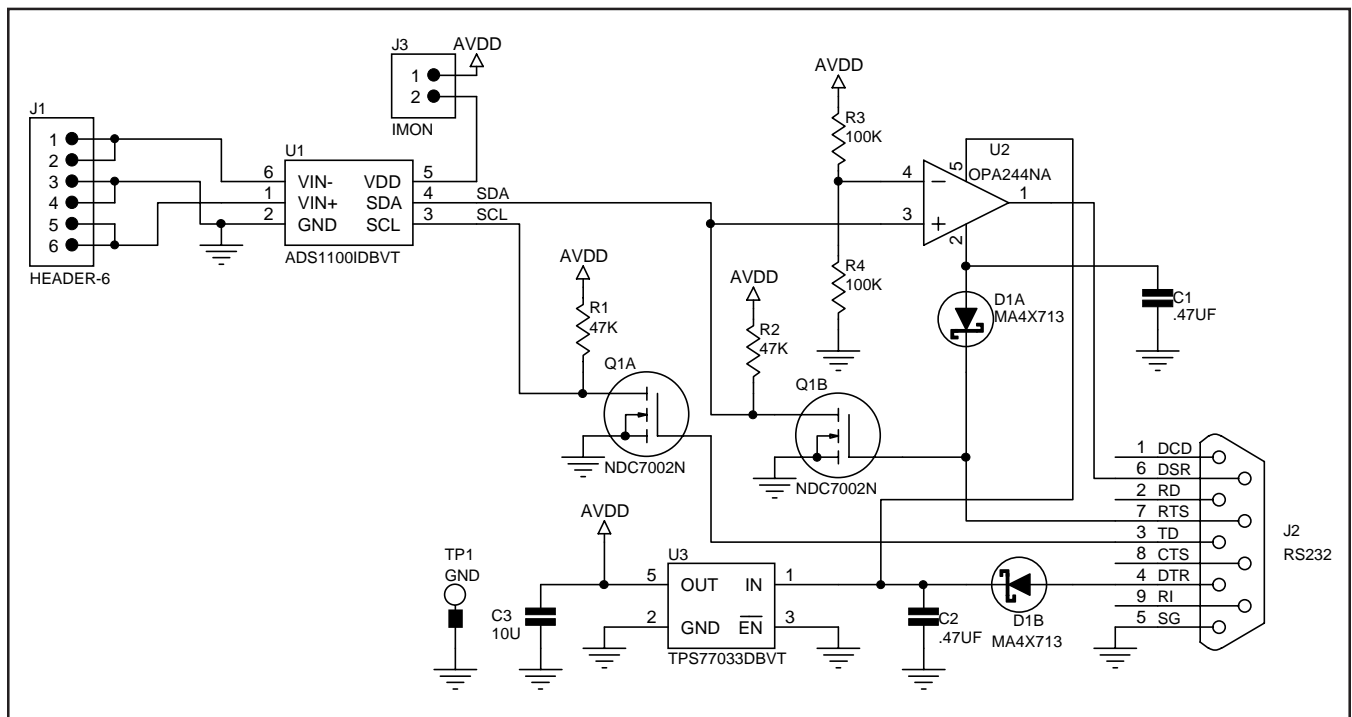 J1
1
2
3
4
5
6
HEADER-6
J3
1
2
IMON
AVDD
U1
6 VIN-
1 VIN+
2 GND
VDD 5
SDA 4
SCL 3
ADS1100IDBVT
SDA
SCL
AVDD
R1
47K
Q1A
NDC7002N
AVDD
R2
47K
Q1B
NDC7002N
AVDD
R3
100K
R4
100K
U2
OPA244NA
4
3
5
2
1
−
+
D1A
MA4X713
C1
.47UF
TP1
GND
AVDD
C3
10U
U3
5 OUT
2 GND
IN 1
EN 3
TPS77033DBVT
C2
.47UF
D1B
MA4X713
1 DCD
6 DSR
2 RD
7 RTS
3 TD
8 CTS
4 DTR
9 RI
5 SG
J2
RS232